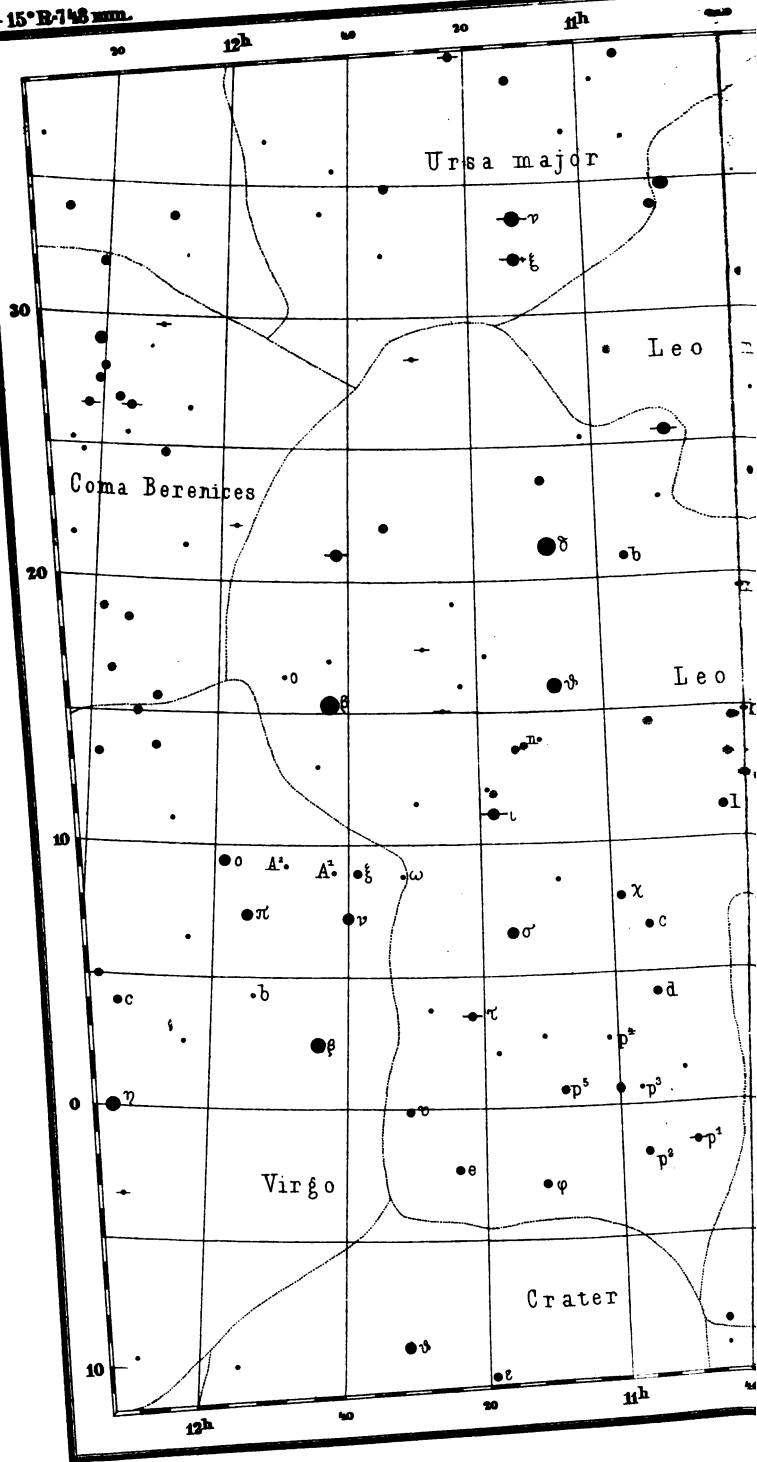 - 15° R-748 mm.
20 12h 40 20 11h
Ursa major
ν
ξ
30
Leo
Coma Berenices
δ
b
20
o
β
ϑ
Leo
n
l
ι
10
o A² A¹ ξ ω
χ
π
ν
σ
c
c
b
d
τ
p⁴
β
p⁵
p³
0
η
υ
p¹
p²
Virgo
e
φ
Crater
ϑ
10
ε
12h 40 20 11h 40